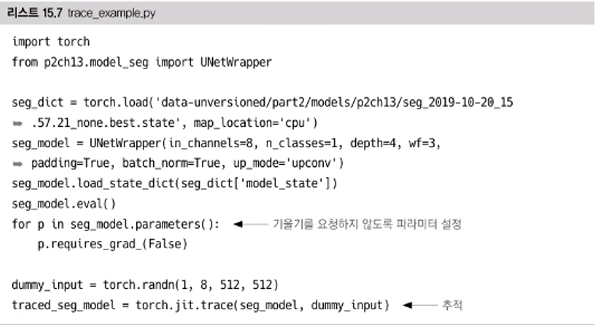 리스트 15.7 trace_example.py
import torch
from p2ch13.model_seg import UNetWrapper
seg_dict = torch.load('data-unversioned/part2/models/p2ch13/seg_2019-10-20_15
➥ .57.21_none.best.state', map_location='cpu')
seg_model = UNetWrapper(in_channels=8, n_classes=1, depth=4, wf=3,
➥ padding=True, batch_norm=True, up_mode='upconv')
seg_model.load_state_dict(seg_dict['model_state'])
seg_model.eval()
for p in seg_model.parameters(): ◀── 기울기를 요청하지 않도록 파라미터 설정
    p.requires_grad_(False)
dummy_input = torch.randn(1, 8, 512, 512)
traced_seg_model = torch.jit.trace(seg_model, dummy_input) ◀── 추적